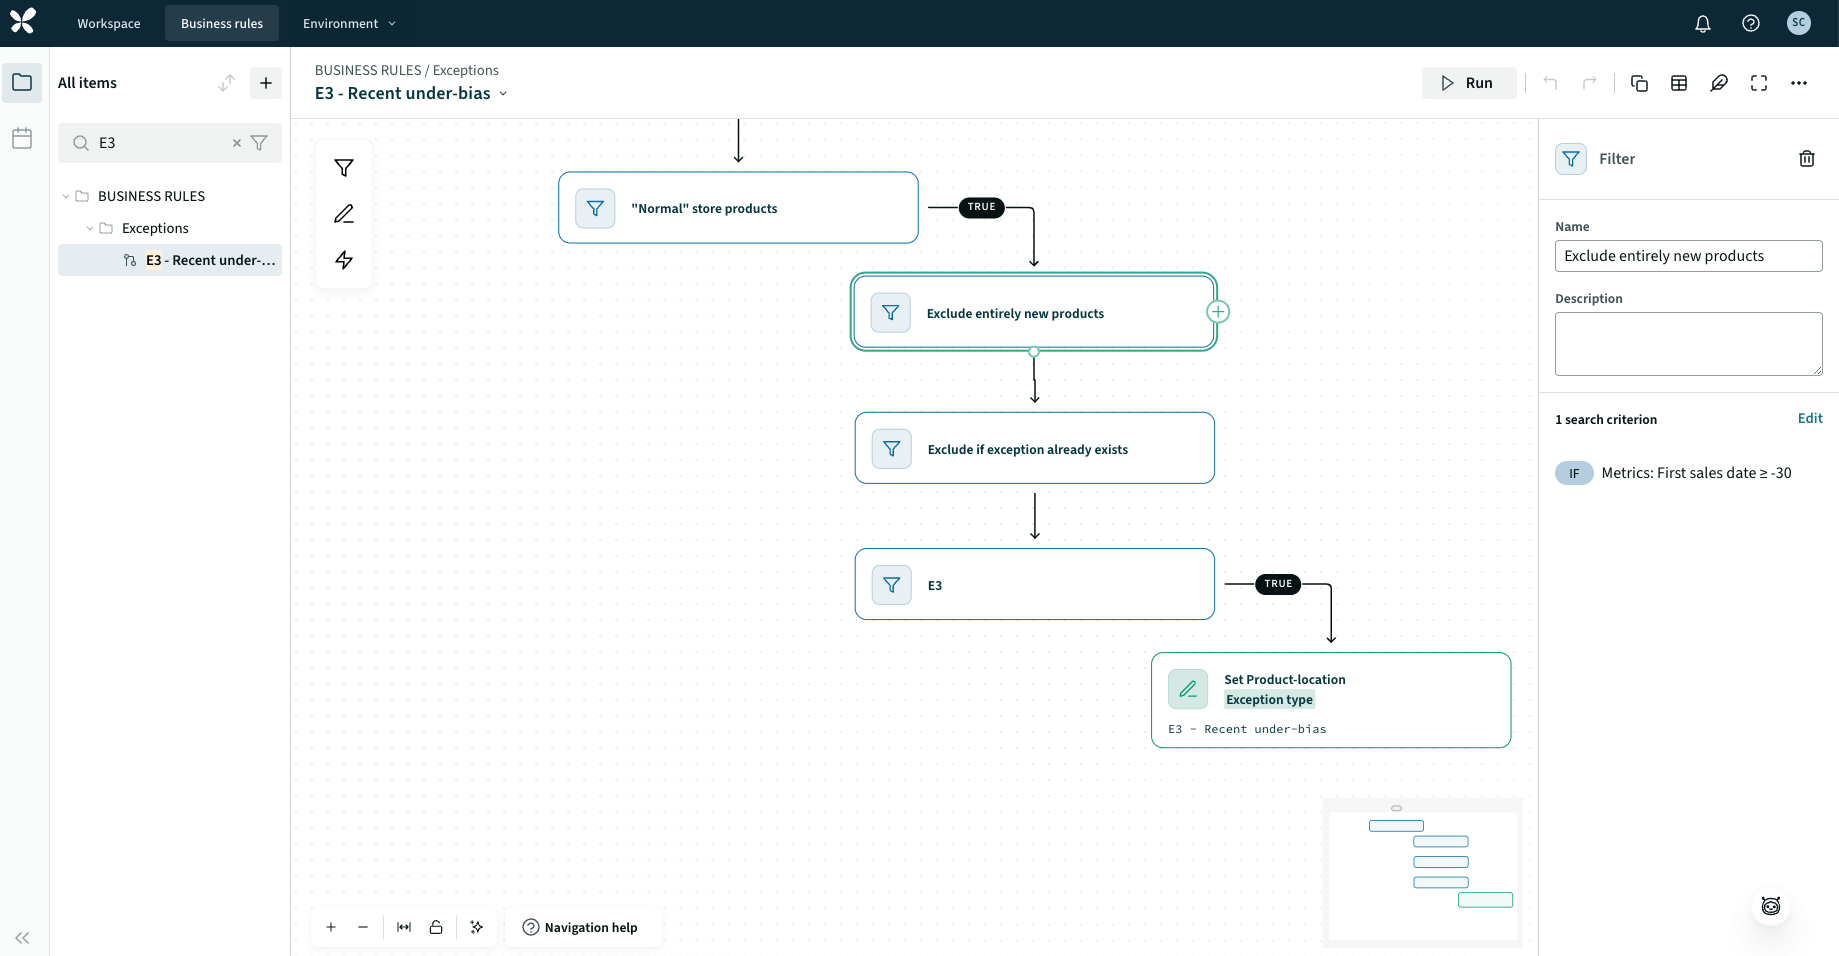 Workspace
Business rules
Environment
SC
All items
E3
BUSINESS RULES
Exceptions
E3 - Recent under-...
BUSINESS RULES / Exceptions
E3 - Recent under-bias
Run
"Normal" store products
TRUE
Exclude entirely new products
Exclude if exception already exists
E3
TRUE
Set Product-location
Exception type
E3 - Recent under-bias
Navigation help
Filter
Name
Exclude entirely new products
Description
1 search criterion
Edit
IF Metrics: First sales date ≥ -30